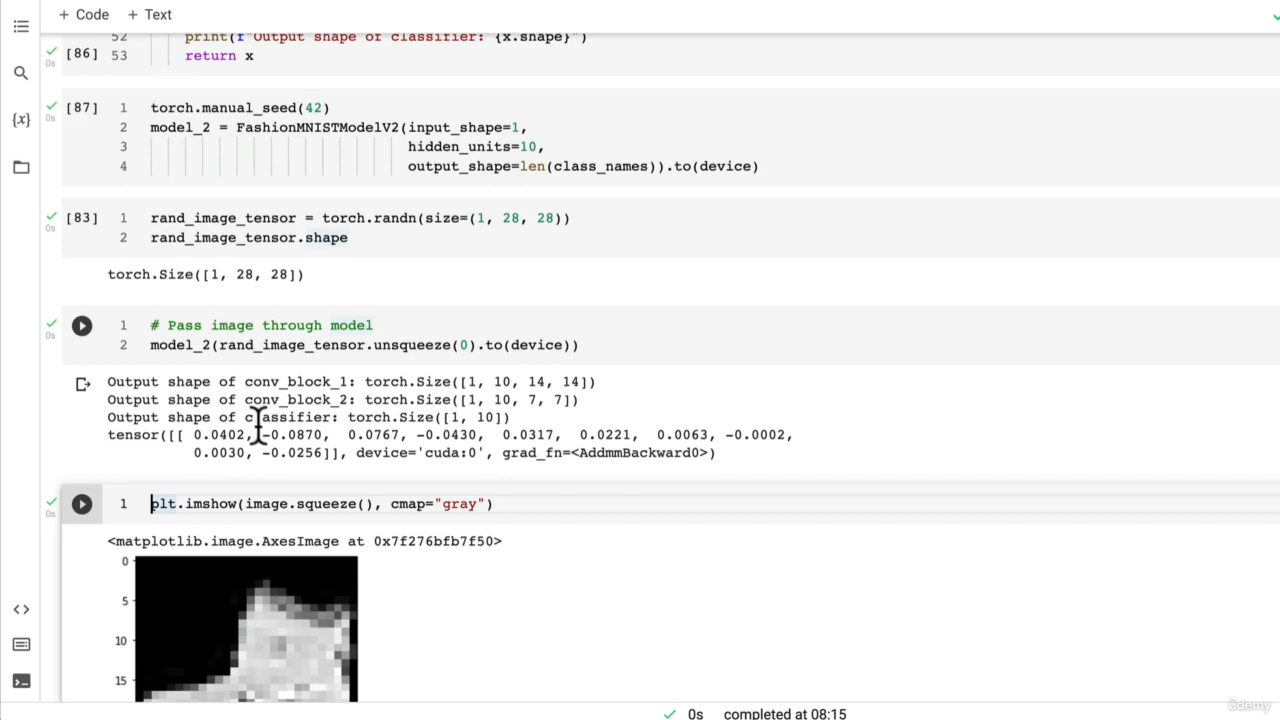 + Code + Text
52 print(f"Output shape of classifier: {x.shape}")
[86] 53 return x
0s
[87] 1 torch.manual_seed(42)
0s
2 model_2 = FashionMNISTModelV2(input_shape=1,
3 hidden_units=10,
4 output_shape=len(class_names)).to(device)
[83] 1 rand_image_tensor = torch.randn(size=(1, 28, 28))
0s
2 rand_image_tensor.shape
torch.Size([1, 28, 28])
1 # Pass image through model
0s
2 model_2(rand_image_tensor.unsqueeze(0).to(device))
Output shape of conv_block_1: torch.Size([1, 10, 14, 14])
Output shape of conv_block_2: torch.Size([1, 10, 7, 7])
Output shape of classifier: torch.Size([1, 10])
tensor([[ 0.0402, -0.0870, 0.0767, -0.0430, 0.0317, 0.0221, 0.0063, -0.0002,
0.0030, -0.0256]], device='cuda:0', grad_fn=<AddmmBackward0>)
1 plt.imshow(image.squeeze(), cmap="gray")
0s
<matplotlib.image.AxesImage at 0x7f276bfb7f50>
0
5
10
15
0s completed at 08:15
ûdemy